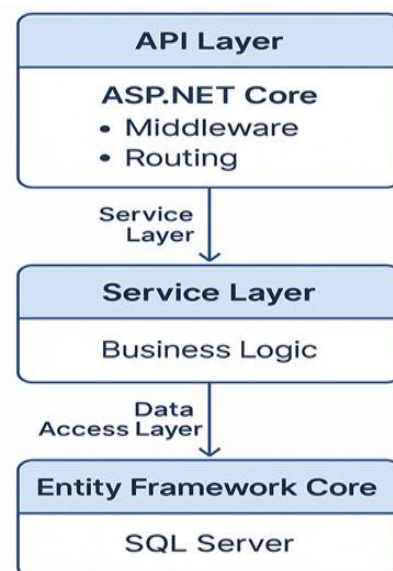 API Layer
ASP.NET Core
• Middleware
• Routing
Service
Layer
Service Layer
Business Logic
Data
Access Layer
Entity Framework Core
SQL Server